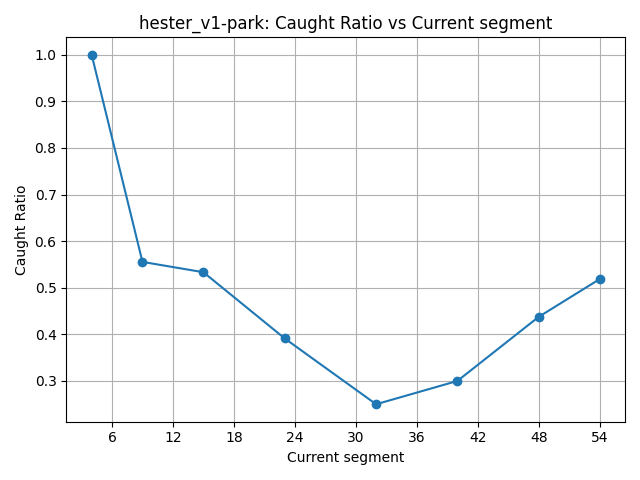 hester_v1-park: Caught Ratio vs Current segment
1.0
0.9
0.8
0.7
0.6
0.5
0.4
0.3
Caught Ratio
6 12 18 24 30 36 42 48 54
Current segment